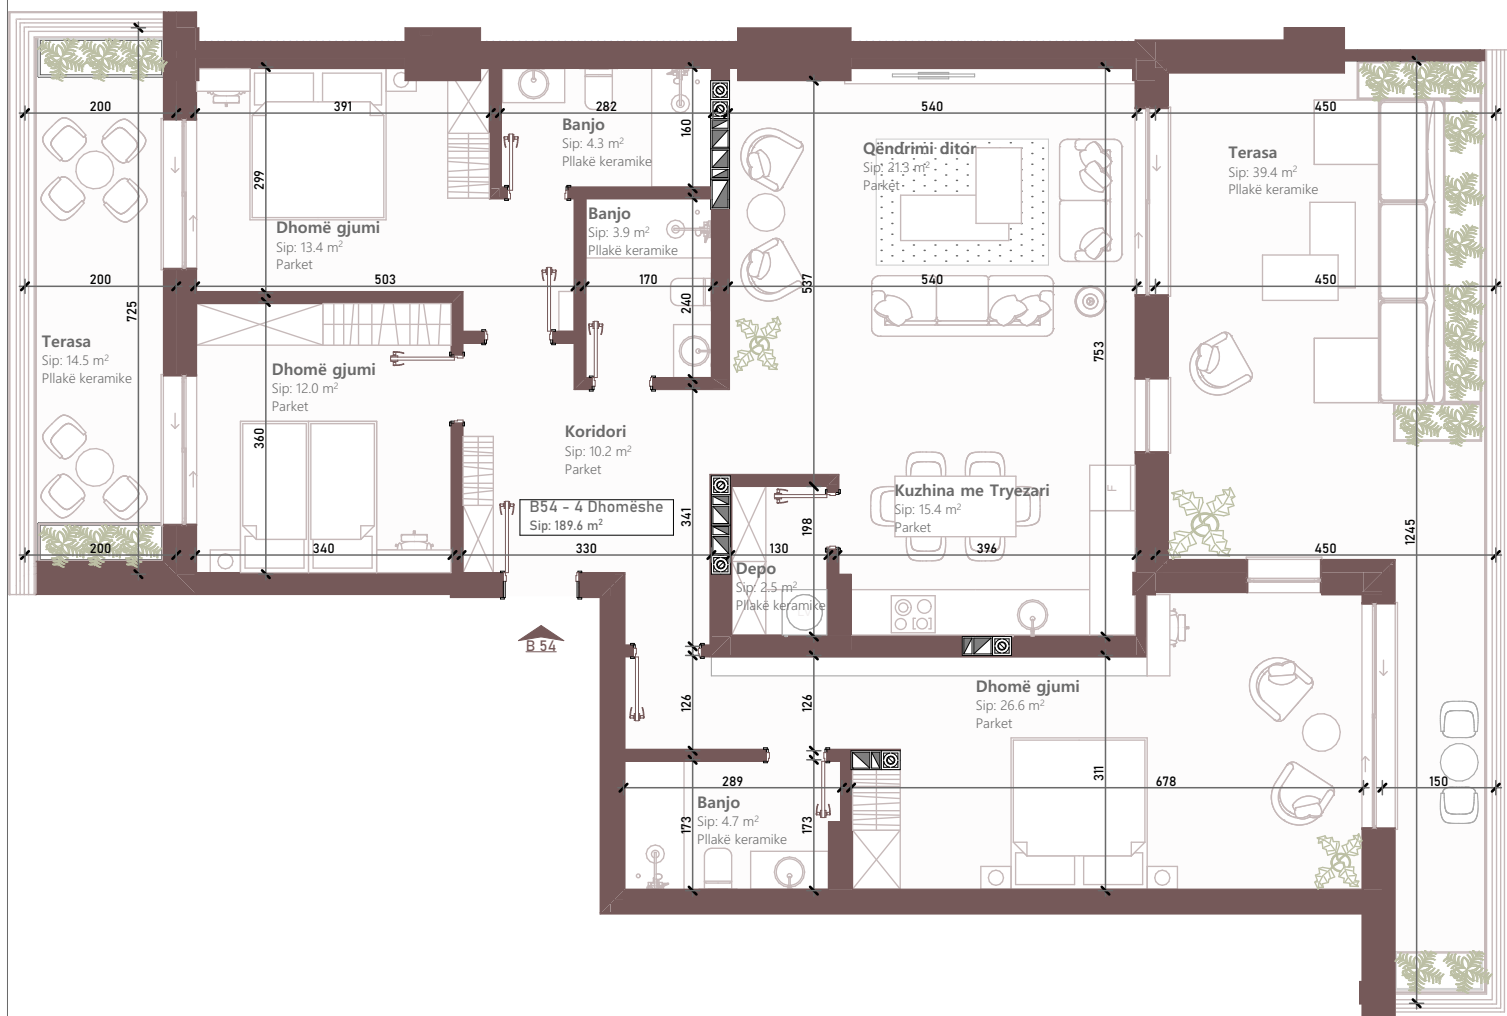 200
391
282
540
450
Banjo
Sip: 4.3 m²
Pllakë keramike
160
Qëndrimi ditor
Sip: 21.3 m²
Parket
Terasa
Sip: 39.4 m²
Pllakë keramike
299
Dhomë gjumi
Sip: 13.4 m²
Parket
Banjo
Sip: 3.9 m²
Pllakë keramike
200
503
170
537
540
450
725
240
Terasa
Sip: 14.5 m²
Pllakë keramike
753
Dhomë gjumi
Sip: 12.0 m²
Parket
360
Koridori
Sip: 10.2 m²
Parket
B54 - 4 Dhomëshe
Sip: 189.6 m²
341
198
Kuzhina me Tryezari
Sip: 15.4 m²
Parket
F
1245
200
340
330
130
396
450
Depo
Sip: 2.5 m²
Pllakë keramike
B 54
126
126
Dhomë gjumi
Sip: 26.6 m²
Parket
311
289
678
150
Banjo
Sip: 4.7 m²
Pllakë keramike
173
173